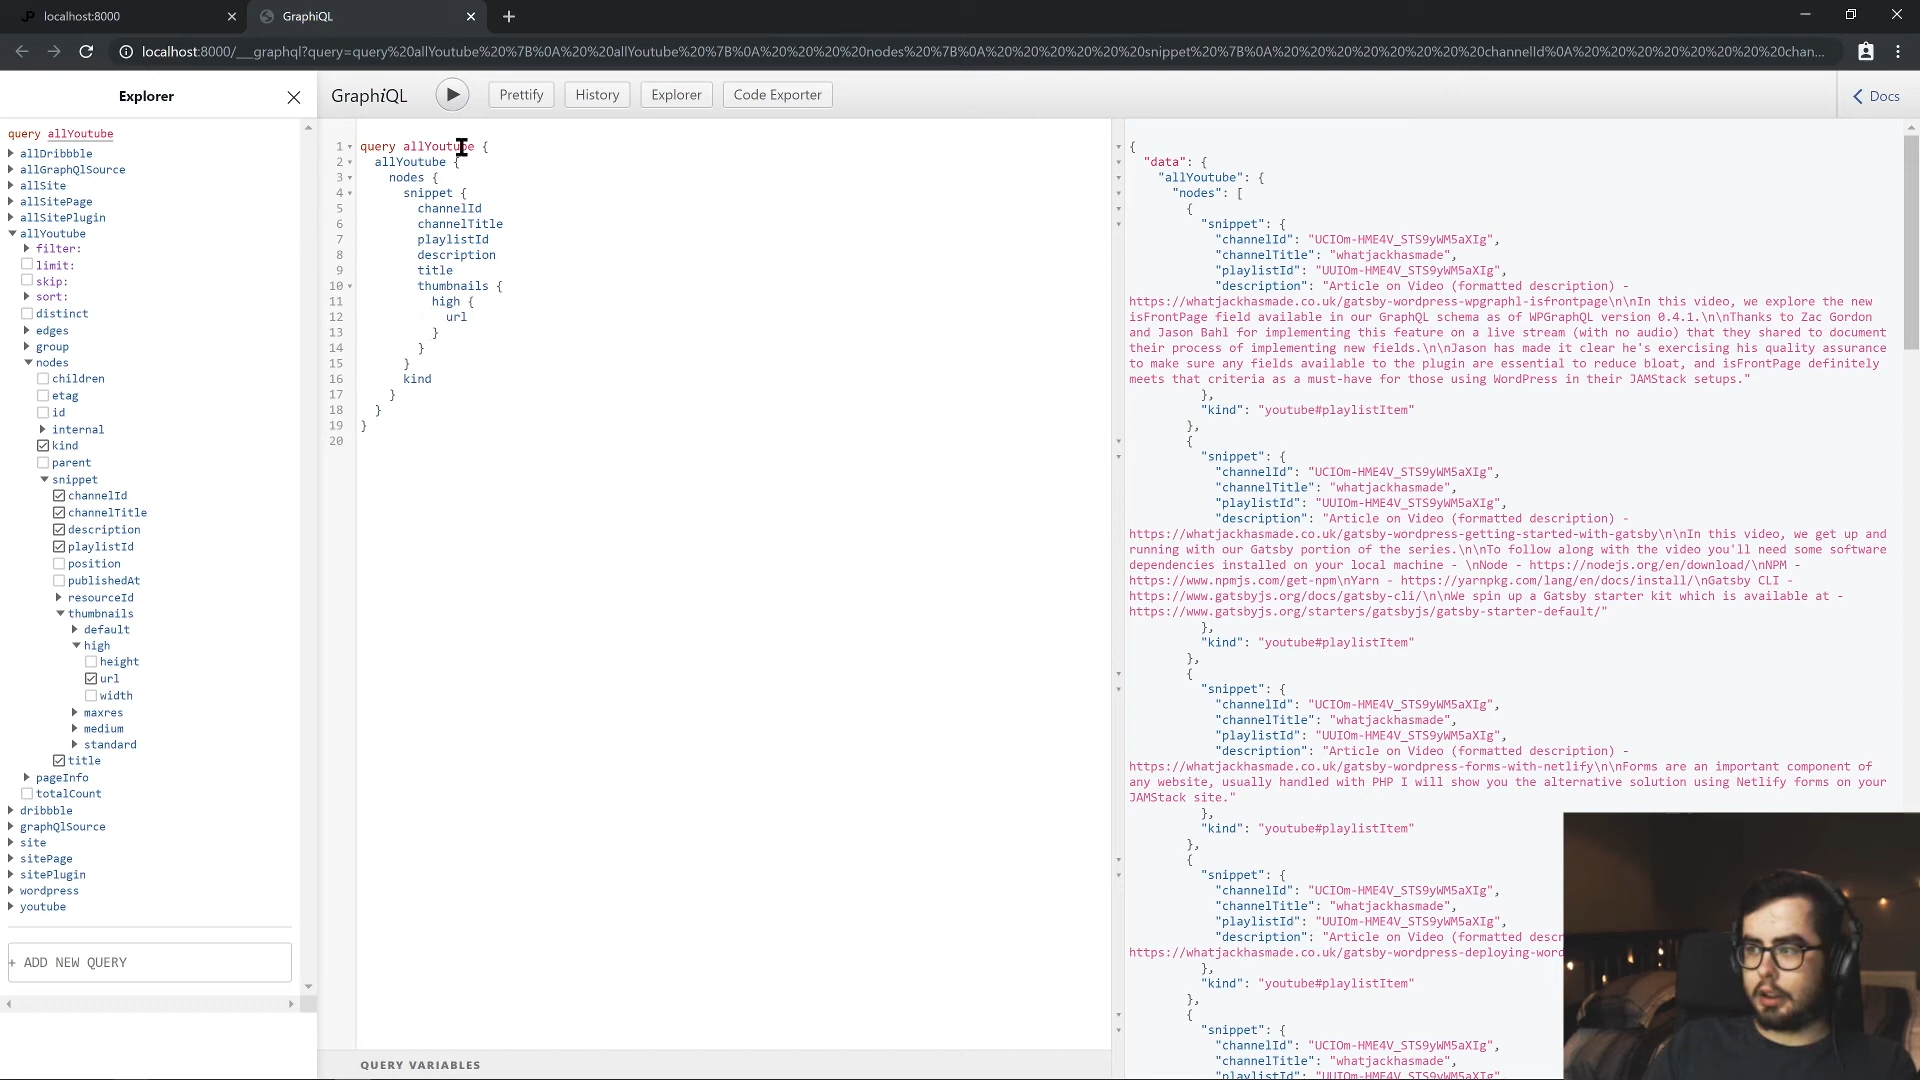 localhost:8000
GraphiQL
localhost:8000/___graphql?query=query%20allYoutube%20%7B%0A%20%20allYoutube%20%7B%0A%20%20%20%20nodes%20%7B%0A%20%20%20%20%20%20snippet%20%7B%0A%20%20%20%20%20%20%20%20channelId%0A%20%20%20%20%20%20%20%20chan...
Explorer
GraphiQL
Prettify
History
Explorer
Code Exporter
Docs
query allYoutube
allDribbble
allGraphQlSource
allSite
allSitePage
allSitePlugin
allYoutube
filter:
limit:
skip:
sort:
distinct
edges
group
nodes
children
etag
id
internal
kind
parent
snippet
channelId
channelTitle
description
playlistId
position
publishedAt
resourceId
thumbnails
default
high
height
url
width
maxres
medium
standard
title
pageInfo
totalCount
dribbble
graphQlSource
site
sitePage
sitePlugin
wordpress
youtube
+ ADD NEW QUERY
1 query allYoutube {
2 allYoutube {
3 nodes {
4 snippet {
5 channelId
6 channelTitle
7 playlistId
8 description
9 title
10 thumbnails {
11 high {
12 url
13 }
14 }
15 }
16 kind
17 }
18 }
19 }
20
QUERY VARIABLES
{
"data": {
"allYoutube": {
"nodes": [
{
"snippet": {
"channelId": "UCIOm-HME4V_STS9yWM5aXIg",
"channelTitle": "whatjackhasmade",
"playlistId": "UUIOm-HME4V_STS9yWM5aXIg",
"description": "Article on Video (formatted description) -
https://whatjackhasmade.co.uk/gatsby-wordpress-wpgraphl-isfrontpage\n\nIn this video, we explore the new
isFrontPage field available in our GraphQL schema as of WPGraphQL version 0.4.1.\n\nThanks to Zac Gordon
and Jason Bahl for implementing this feature on a live stream (with no audio) that they shared to document
their process of implementing new fields.\n\nJason has made it clear he's exercising his quality assurance
to make sure any fields available to the plugin are essential to reduce bloat, and isFrontPage definitely
meets that criteria as a must-have for those using WordPress in their JAMStack setups."
},
"kind": "youtube#playlistItem"
},
{
"snippet": {
"channelId": "UCIOm-HME4V_STS9yWM5aXIg",
"channelTitle": "whatjackhasmade",
"playlistId": "UUIOm-HME4V_STS9yWM5aXIg",
"description": "Article on Video (formatted description) -
https://whatjackhasmade.co.uk/gatsby-wordpress-getting-started-with-gatsby\n\nIn this video, we get up and
running with our Gatsby portion of the series.\n\nTo follow along with the video you'll need some software
dependencies installed on your local machine - \nNode - https://nodejs.org/en/download/\nNPM -
https://www.npmjs.com/get-npm\nYarn - https://yarnpkg.com/lang/en/docs/install/\nGatsby CLI -
https://www.gatsbyjs.org/docs/gatsby-cli/\n\nWe spin up a Gatsby starter kit which is available at -
https://www.gatsbyjs.org/starters/gatsbyjs/gatsby-starter-default/"
},
"kind": "youtube#playlistItem"
},
{
"snippet": {
"channelId": "UCIOm-HME4V_STS9yWM5aXIg",
"channelTitle": "whatjackhasmade",
"playlistId": "UUIOm-HME4V_STS9yWM5aXIg",
"description": "Article on Video (formatted description) -
https://whatjackhasmade.co.uk/gatsby-wordpress-forms-with-netlify\n\nForms are an important component of
any website, usually handled with PHP I will show you the alternative solution using Netlify forms on your
JAMStack site."
},
"kind": "youtube#playlistItem"
},
{
"snippet": {
"channelId": "UCIOm-HME4V_STS9yWM5aXIg",
"channelTitle": "whatjackhasmade",
"playlistId": "UUIOm-HME4V_STS9yWM5aXIg",
"description": "Article on Video (formatted descr
https://whatjackhasmade.co.uk/gatsby-wordpress-deploying-word
},
"kind": "youtube#playlistItem"
},
{
"snippet": {
"channelId": "UCIOm-HME4V_STS9yWM5aXIg",
"channelTitle": "whatjackhasmade",
"playlistId": "UUIOm-HME4V_STS9yWM5aXIg",